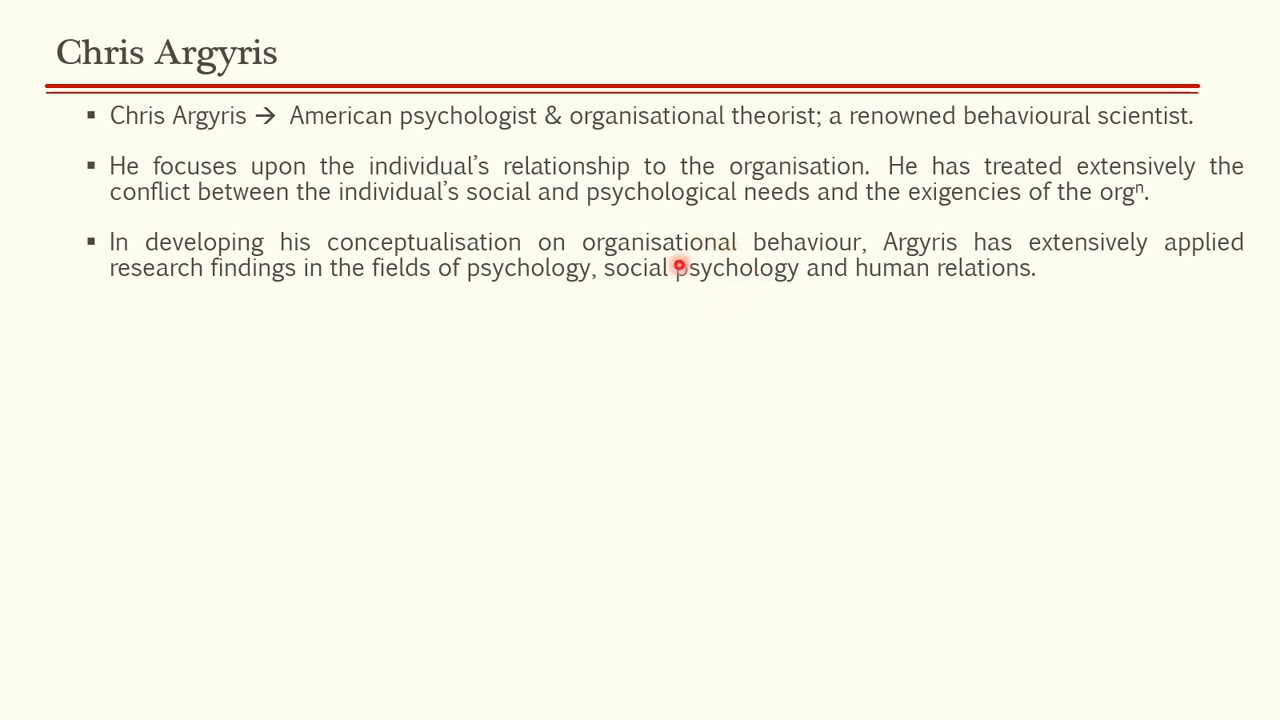 Chris Argyris
▪ Chris Argyris → American psychologist & organisational theorist; a renowned behavioural scientist.
▪ He focuses upon the individual’s relationship to the organisation. He has treated extensively the
conflict between the individual’s social and psychological needs and the exigencies of the orgⁿ.
▪ In developing his conceptualisation on organisational behaviour, Argyris has extensively applied
research findings in the fields of psychology, social psychology and human relations.